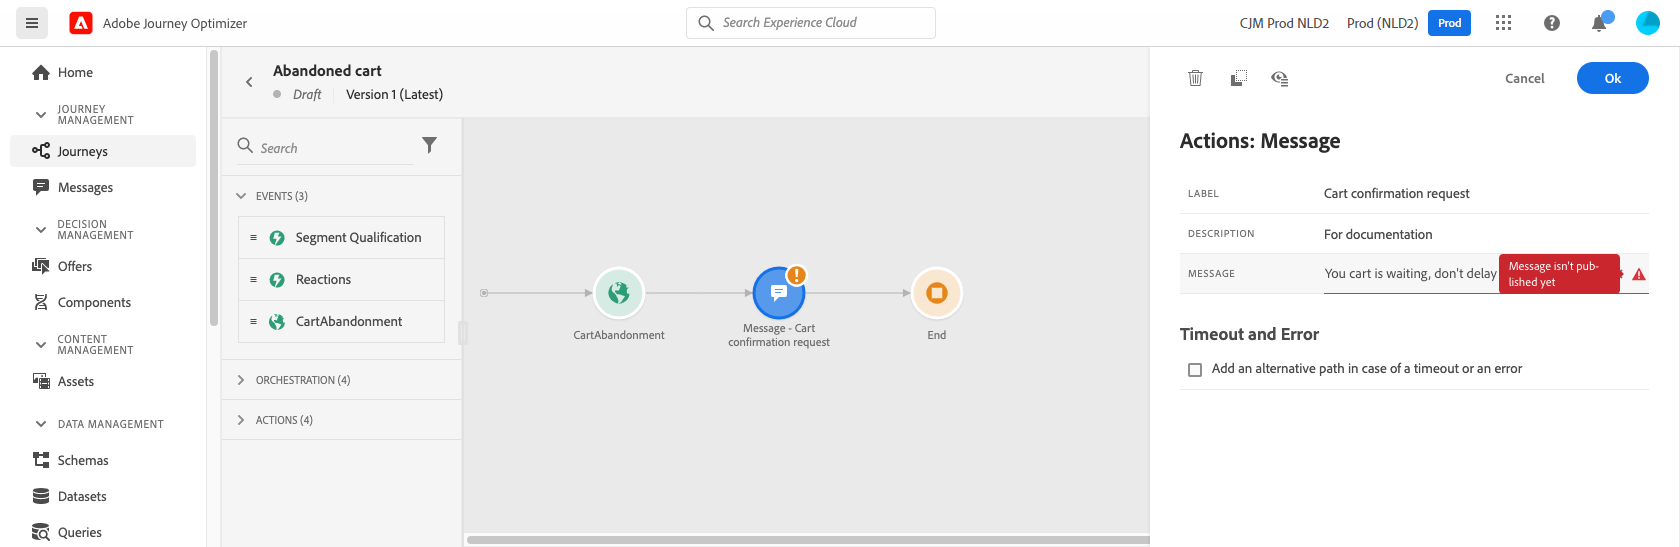 Adobe Journey Optimizer
Search Experience Cloud
CJM Prod NLD2
Prod (NLD2)
Prod
Home
JOURNEY
MANAGEMENT
Journeys
Messages
DECISION
MANAGEMENT
Offers
Components
CONTENT
MANAGEMENT
Assets
DATA MANAGEMENT
Schemas
Datasets
Queries
Abandoned cart
Draft
Version 1 (Latest)
Search
EVENTS (3)
Segment Qualification
Reactions
CartAbandonment
ORCHESTRATION (4)
ACTIONS (4)
CartAbandonment
Message - Cart
confirmation request
End
Cancel
Ok
Actions: Message
LABEL
Cart confirmation request
DESCRIPTION
For documentation
MESSAGE
You cart is waiting, don't delay
Message isn't pub-
lished yet
Timeout and Error
Add an alternative path in case of a timeout or an error